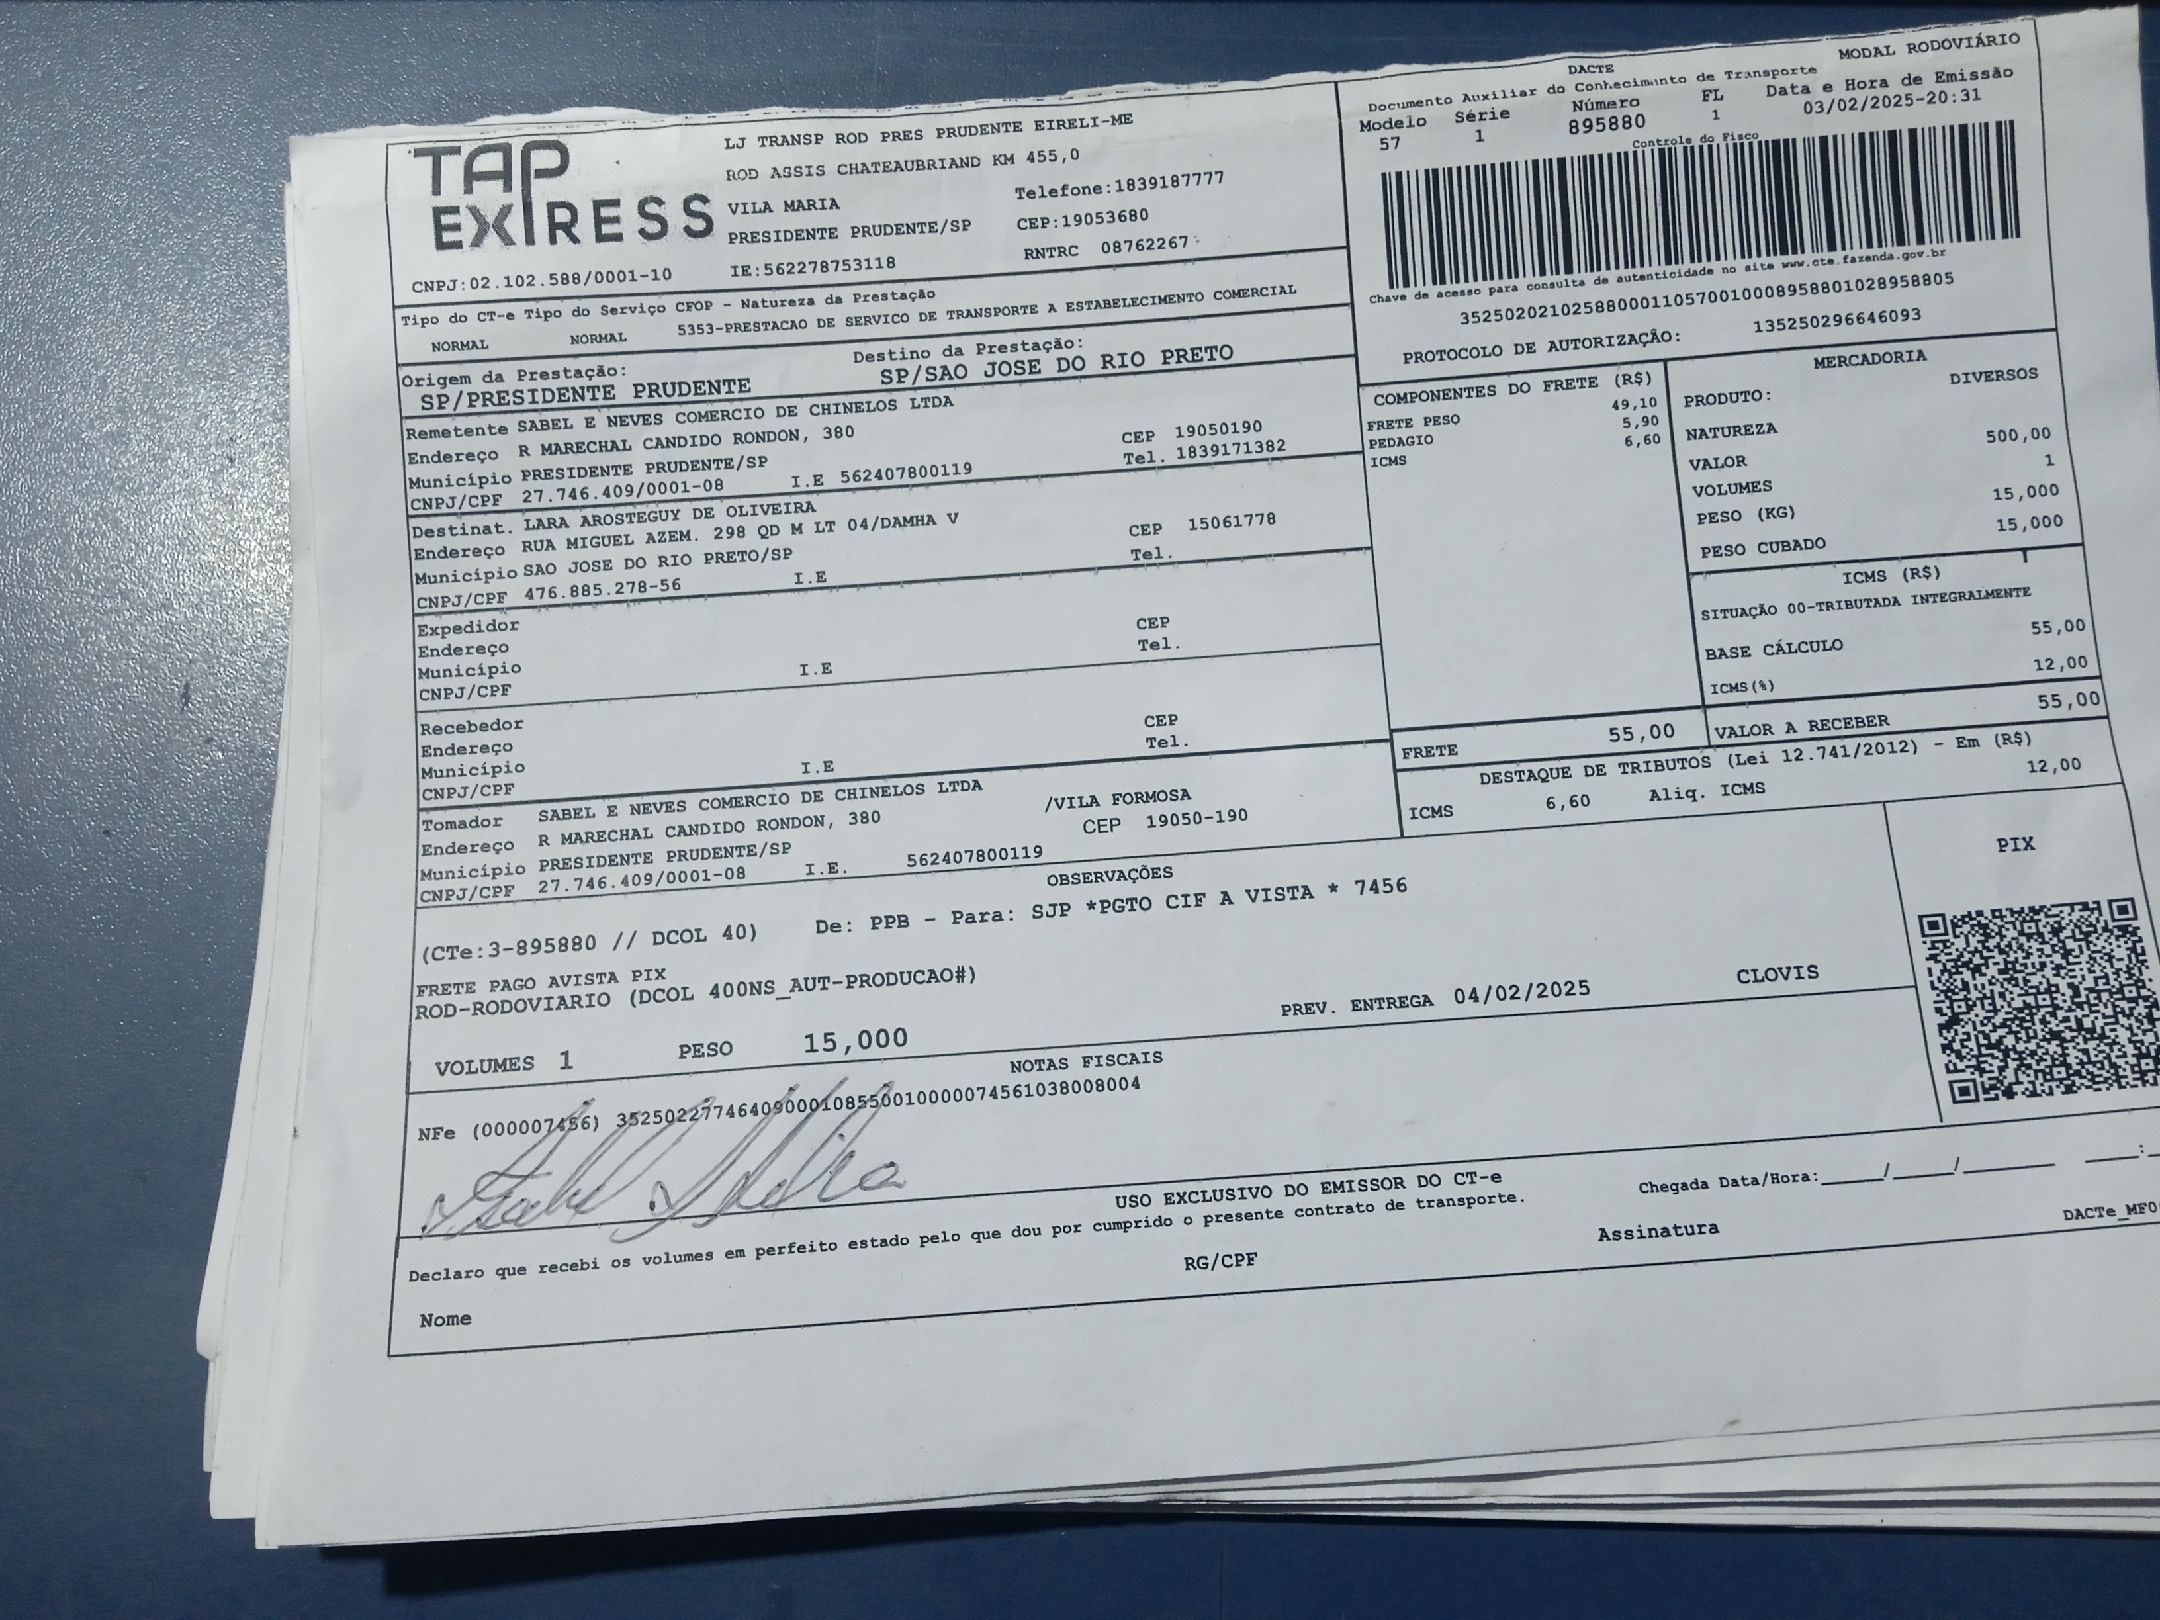 TAP EXPRESS
LJ TRANSP ROD PRES PRUDENTE EIRELI-ME
ROD ASSIS CHATEAUBRIAND KM 455,0
VILA MARIA Telefone:1839187777
PRESIDENTE PRUDENTE/SP CEP:19053680
CNPJ:02.102.588/0001-10 IE:562278753118 RNTRC 08762267
DACTE MODAL RODOVIÁRIO
Documento Auxiliar do Conhecimento de Transporte
Modelo Série Número FL Data e Hora de Emissão
57 1 895880 1 03/02/2025-20:31
Controle do Fisco
Chave de acesso para consulta de autenticidade no site www.cte.fazenda.gov.br
35250202102588000110570010008958801028958805
PROTOCOLO DE AUTORIZAÇÂO: 135250296646093
Tipo do CT-e Tipo do Serviço CFOP - Natureza da Prestação
NORMAL NORMAL 5353-PRESTACAO DE SERVICO DE TRANSPORTE A ESTABELECIMENTO COMERCIAL
Origem da Prestação: Destino da Prestação:
SP/PRESIDENTE PRUDENTE SP/SAO JOSE DO RIO PRETO
Remetente SABEL E NEVES COMERCIO DE CHINELOS LTDA
Endereço R MARECHAL CANDIDO RONDON, 380 CEP 19050190
Município PRESIDENTE PRUDENTE/SP Tel. 1839171382
CNPJ/CPF 27.746.409/0001-08 I.E 562407800119
Destinat. LARA AROSTEGUY DE OLIVEIRA
Endereço RUA MIGUEL AZEM. 298 QD M LT 04/DAMHA V CEP 15061778
Município SAO JOSE DO RIO PRETO/SP Tel.
CNPJ/CPF 476.885.278-56 I.E
Expedidor CEP
Endereço Tel.
Município I.E
CNPJ/CPF
Recebedor CEP
Endereço Tel.
Município I.E
CNPJ/CPF
Tomador SABEL E NEVES COMERCIO DE CHINELOS LTDA
Endereço R MARECHAL CANDIDO RONDON, 380 /VILA FORMOSA
Município PRESIDENTE PRUDENTE/SP CEP 19050-190
CNPJ/CPF 27.746.409/0001-08 I.E. 562407800119
COMPONENTES DO FRETE (R$)
FRETE PESO 49,10
PEDAGIO 5,90
ICMS 6,60
FRETE 55,00
MERCADORIA
PRODUTO: DIVERSOS
NATUREZA
VALOR 500,00
VOLUMES 1
PESO (KG) 15,000
PESO CUBADO 15,000
ICMS (R$)
SITUAÇÃO 00-TRIBUTADA INTEGRALMENTE
BASE CÁLCULO 55,00
ICMS(%) 12,00
VALOR A RECEBER 55,00
DESTAQUE DE TRIBUTOS (Lei 12.741/2012) - Em (R$)
ICMS 6,60 Aliq. ICMS 12,00
OBSERVAÇÕES
(CTe:3-895880 // DCOL 40) De: PPB - Para: SJP *PGTO CIF A VISTA * 7456
FRETE PAGO AVISTA PIX
ROD-RODOVIARIO (DCOL 400NS_AUT-PRODUCAO#)
PREV. ENTREGA 04/02/2025 CLOVIS
VOLUMES 1 PESO 15,000
PIX
NOTAS FISCAIS
NFe (000007456) 35250227746409000108550010000074561038008004
USO EXCLUSIVO DO EMISSOR DO CT-e
Chegada Data/Hora:____/____/______ ___:
Declaro que recebi os volumes em perfeito estado pelo que dou por cumprido o presente contrato de transporte.
Nome RG/CPF Assinatura